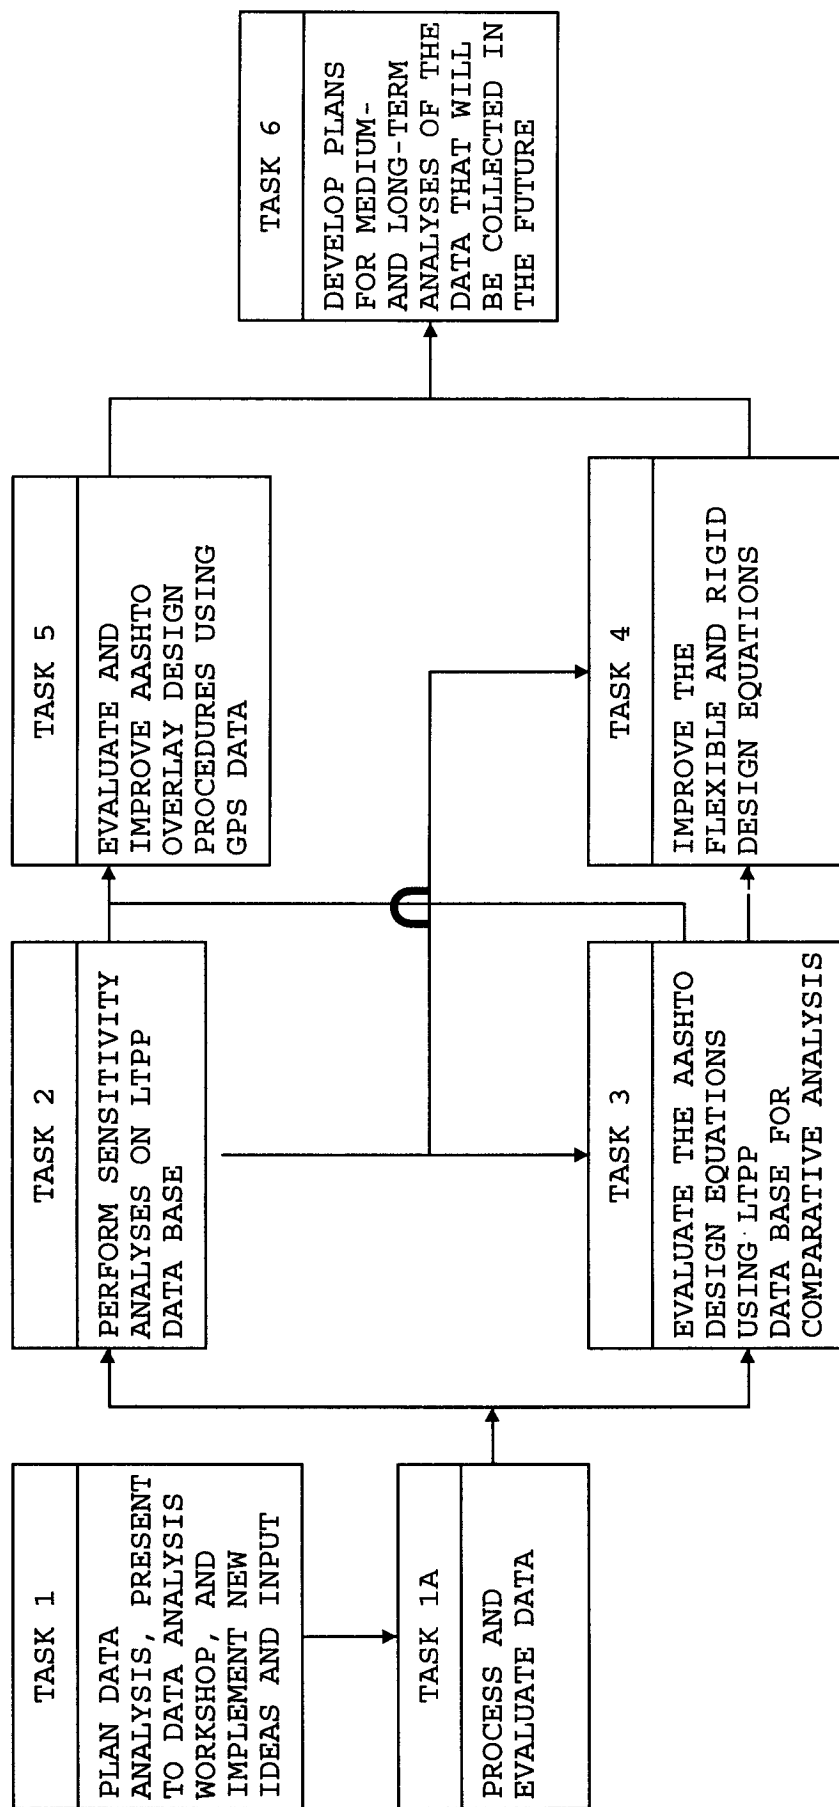 TASK 1
PLAN DATA
ANALYSIS, PRESENT
TO DATA ANALYSIS
WORKSHOP, AND
IMPLEMENT NEW
IDEAS AND INPUT
TASK 1A
PROCESS AND
EVALUATE DATA
TASK 2
PERFORM SENSITIVITY
ANALYSES ON LTPP
DATA BASE
TASK 3
EVALUATE THE AASHTO
DESIGN EQUATIONS
USING LTPP
DATA BASE FOR
COMPARATIVE ANALYSIS
TASK 5
EVALUATE AND
IMPROVE AASHTO
OVERLAY DESIGN
PROCEDURES USING
GPS DATA
TASK 4
IMPROVE THE
FLEXIBLE AND RIGID
DESIGN EQUATIONS
TASK 6
DEVELOP PLANS
FOR MEDIUM-
AND LONG-TERM
ANALYSES OF THE
DATA THAT WILL
BE COLLECTED IN
THE FUTURE